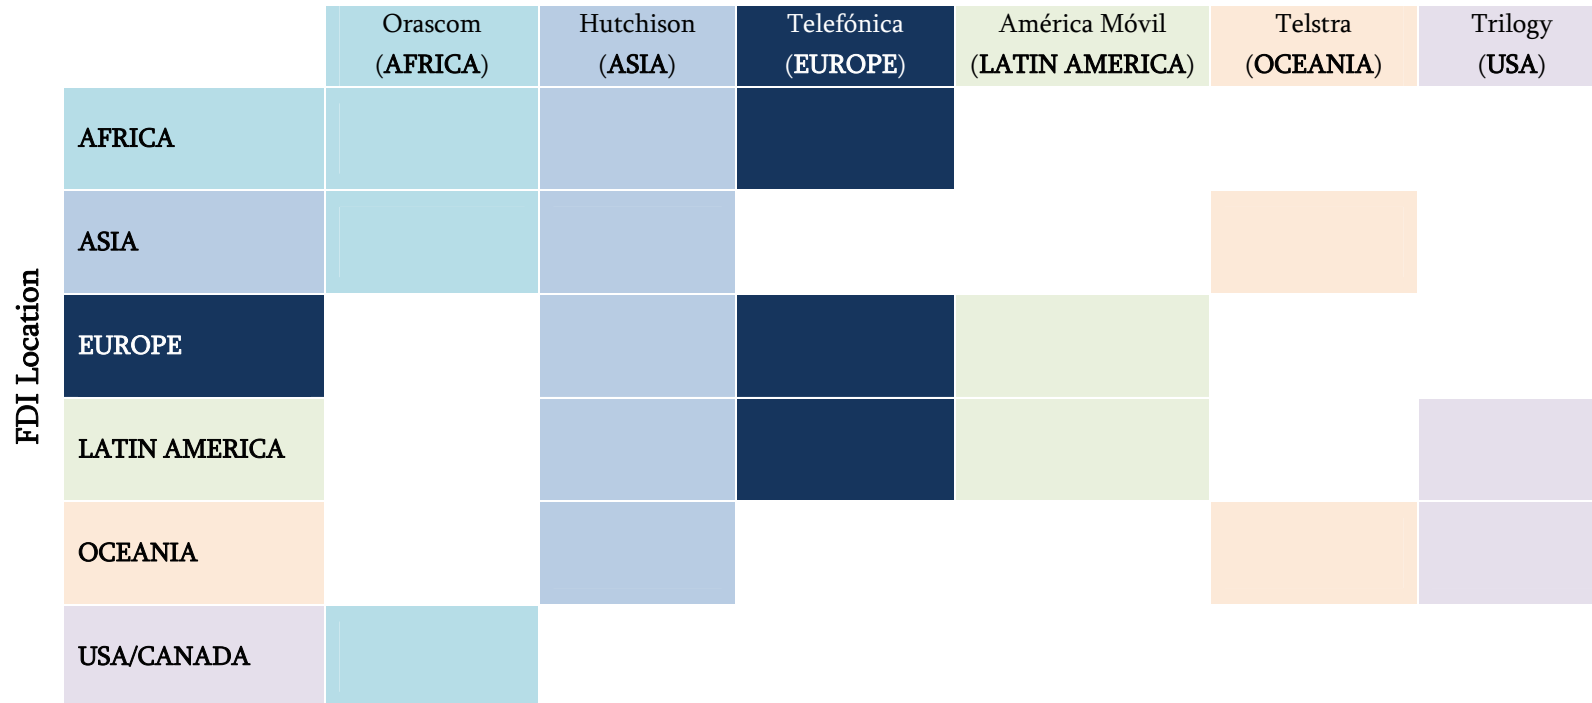 Orascom
(AFRICA)
Hutchison
(ASIA)
Telefónica
(EUROPE)
América Móvil
(LATIN AMERICA)
Telstra
(OCEANIA)
Trilogy
(USA)
FDI Location
AFRICA
ASIA
EUROPE
LATIN AMERICA
OCEANIA
USA/CANADA